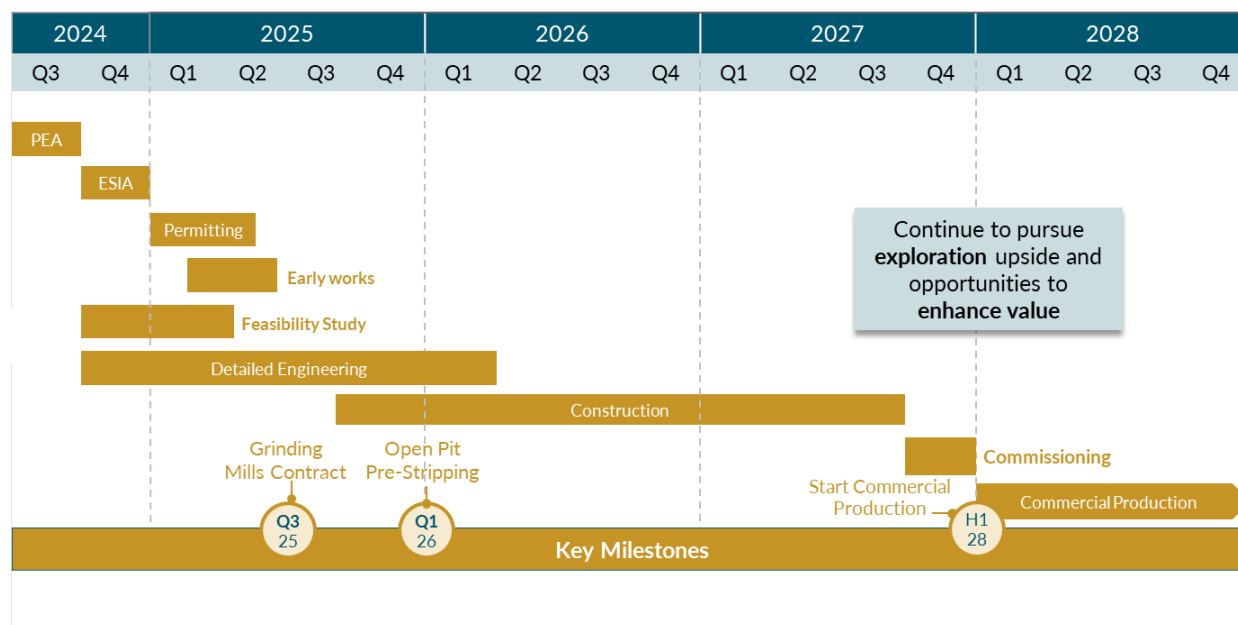 2024 2025 2026 2027 2028
Q3 Q4 Q1 Q2 Q3 Q4 Q1 Q2 Q3 Q4 Q1 Q2 Q3 Q4 Q1 Q2 Q3 Q4
PEA
ESIA
Permitting
Early works
Feasibility Study
Detailed Engineering
Construction
Continue to pursue
exploration upside and
opportunities to
enhance value
Grinding
Mills Contract
Open Pit
Pre-Stripping
Commissioning
Start Commercial
Production
Commercial Production
Q3
25
Q1
26
H1
28
Key Milestones